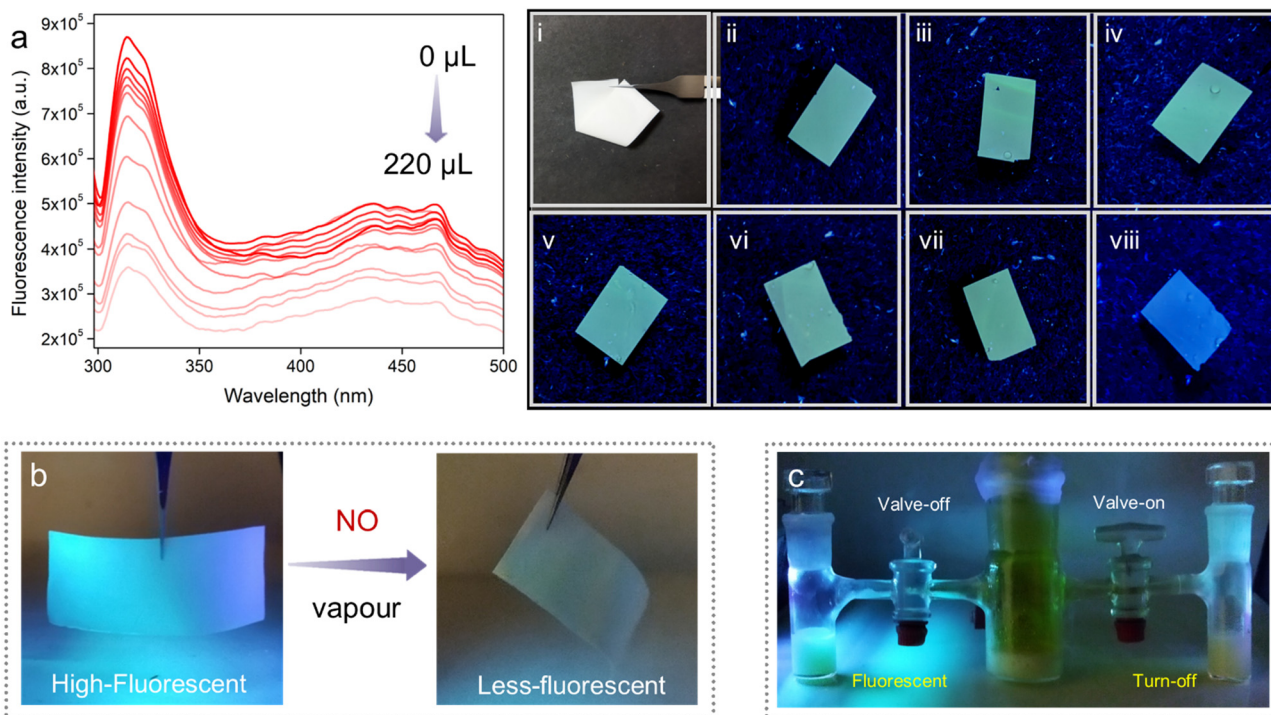 a
9x10⁵
8x10⁵
7x10⁵
6x10⁵
5x10⁵
4x10⁵
3x10⁵
2x10⁵
Fluorescence intensity (a.u.)
300
350
400
450
500
Wavelength (nm)
0 µL
220 µL
i
ii
iii
iv
v
vi
vii
viii
b
High-Fluorescent
NO
vapour
Less-fluorescent
c
Valve-off
Valve-on
Fluorescent
Turn-off